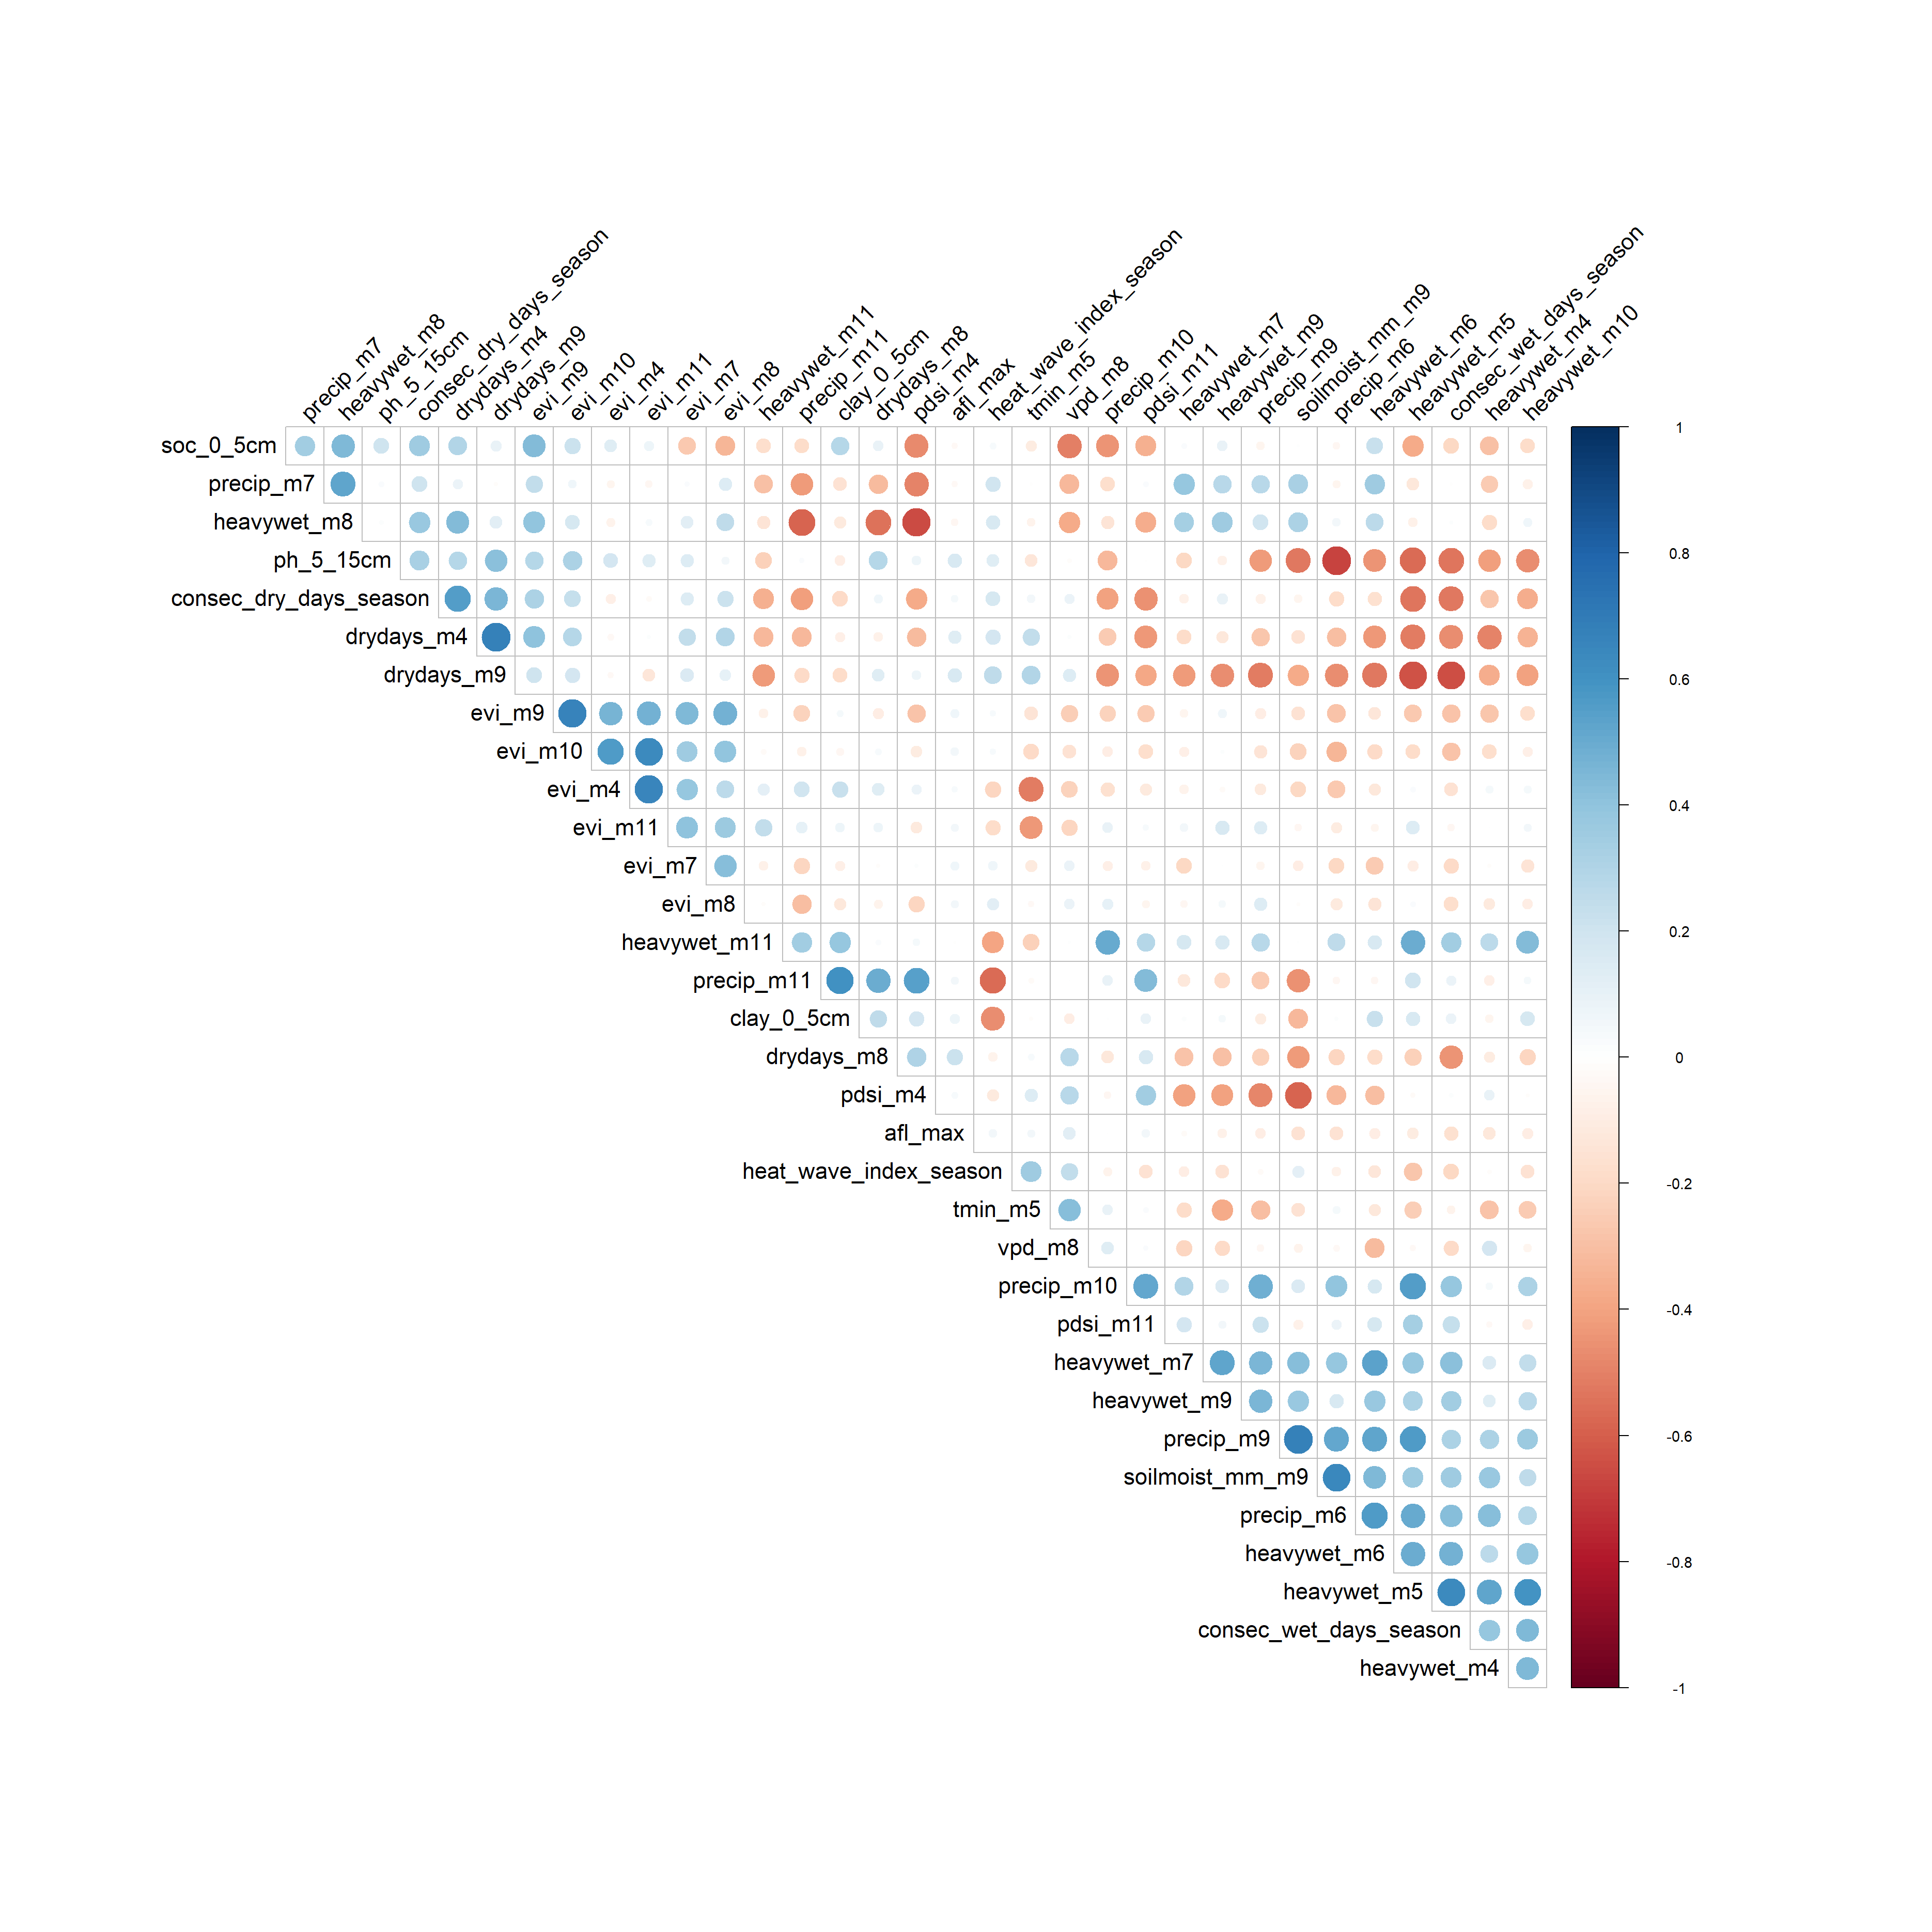 precip_m7
heavywet_m8
ph_5_15cm
consec_dry_days_season
drydays_m4
drydays_m9
evi_m9
evi_m10
evi_m4
evi_m11
evi_m7
evi_m8
heavywet_m11
precip_m11
clay_0_5cm
drydays_m8
pdsi_m4
afl_max
heat_wave_index_season
tmin_m5
vpd_m8
precip_m10
pdsi_m11
heavywet_m7
heavywet_m9
precip_m9
soilmoist_mm_m9
precip_m6
heavywet_m6
heavywet_m5
consec_wet_days_season
heavywet_m4
heavywet_m10
soc_0_5cm
precip_m7
heavywet_m8
ph_5_15cm
consec_dry_days_season
drydays_m4
drydays_m9
evi_m9
evi_m10
evi_m4
evi_m11
evi_m7
evi_m8
heavywet_m11
precip_m11
clay_0_5cm
drydays_m8
pdsi_m4
afl_max
heat_wave_index_season
tmin_m5
vpd_m8
precip_m10
pdsi_m11
heavywet_m7
heavywet_m9
precip_m9
soilmoist_mm_m9
precip_m6
heavywet_m6
heavywet_m5
consec_wet_days_season
heavywet_m4
1
0.8
0.6
0.4
0.2
0
-0.2
-0.4
-0.6
-0.8
-1